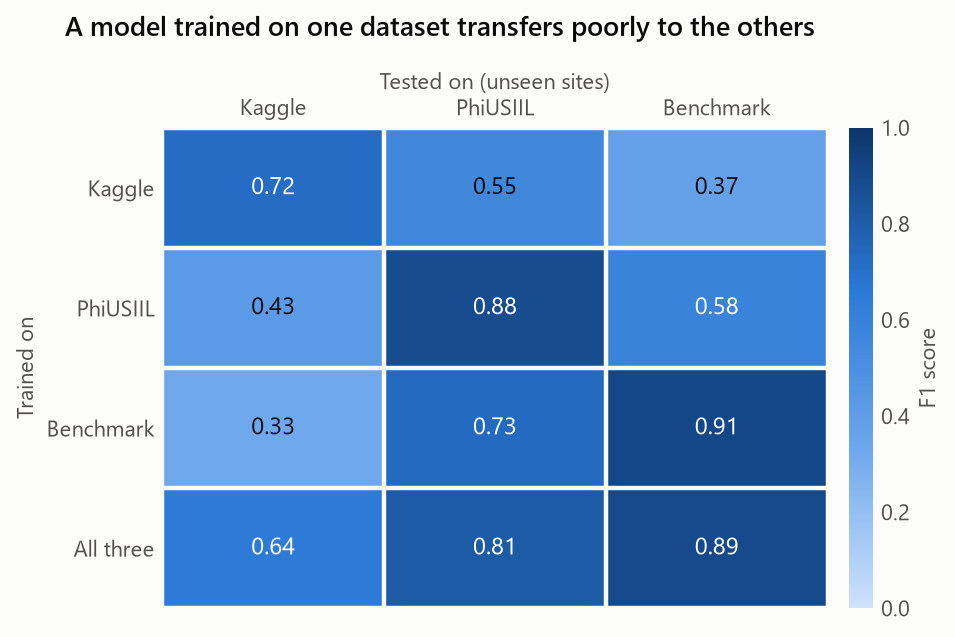 A model trained on one dataset transfers poorly to the others
Tested on (unseen sites)
Kaggle PhiUSIIL Benchmark
Trained on
Kaggle 0.72 0.55 0.37
PhiUSIIL 0.43 0.88 0.58
Benchmark 0.33 0.73 0.91
All three 0.64 0.81 0.89
1.0
0.8
0.6
0.4
0.2
0.0
F1 score